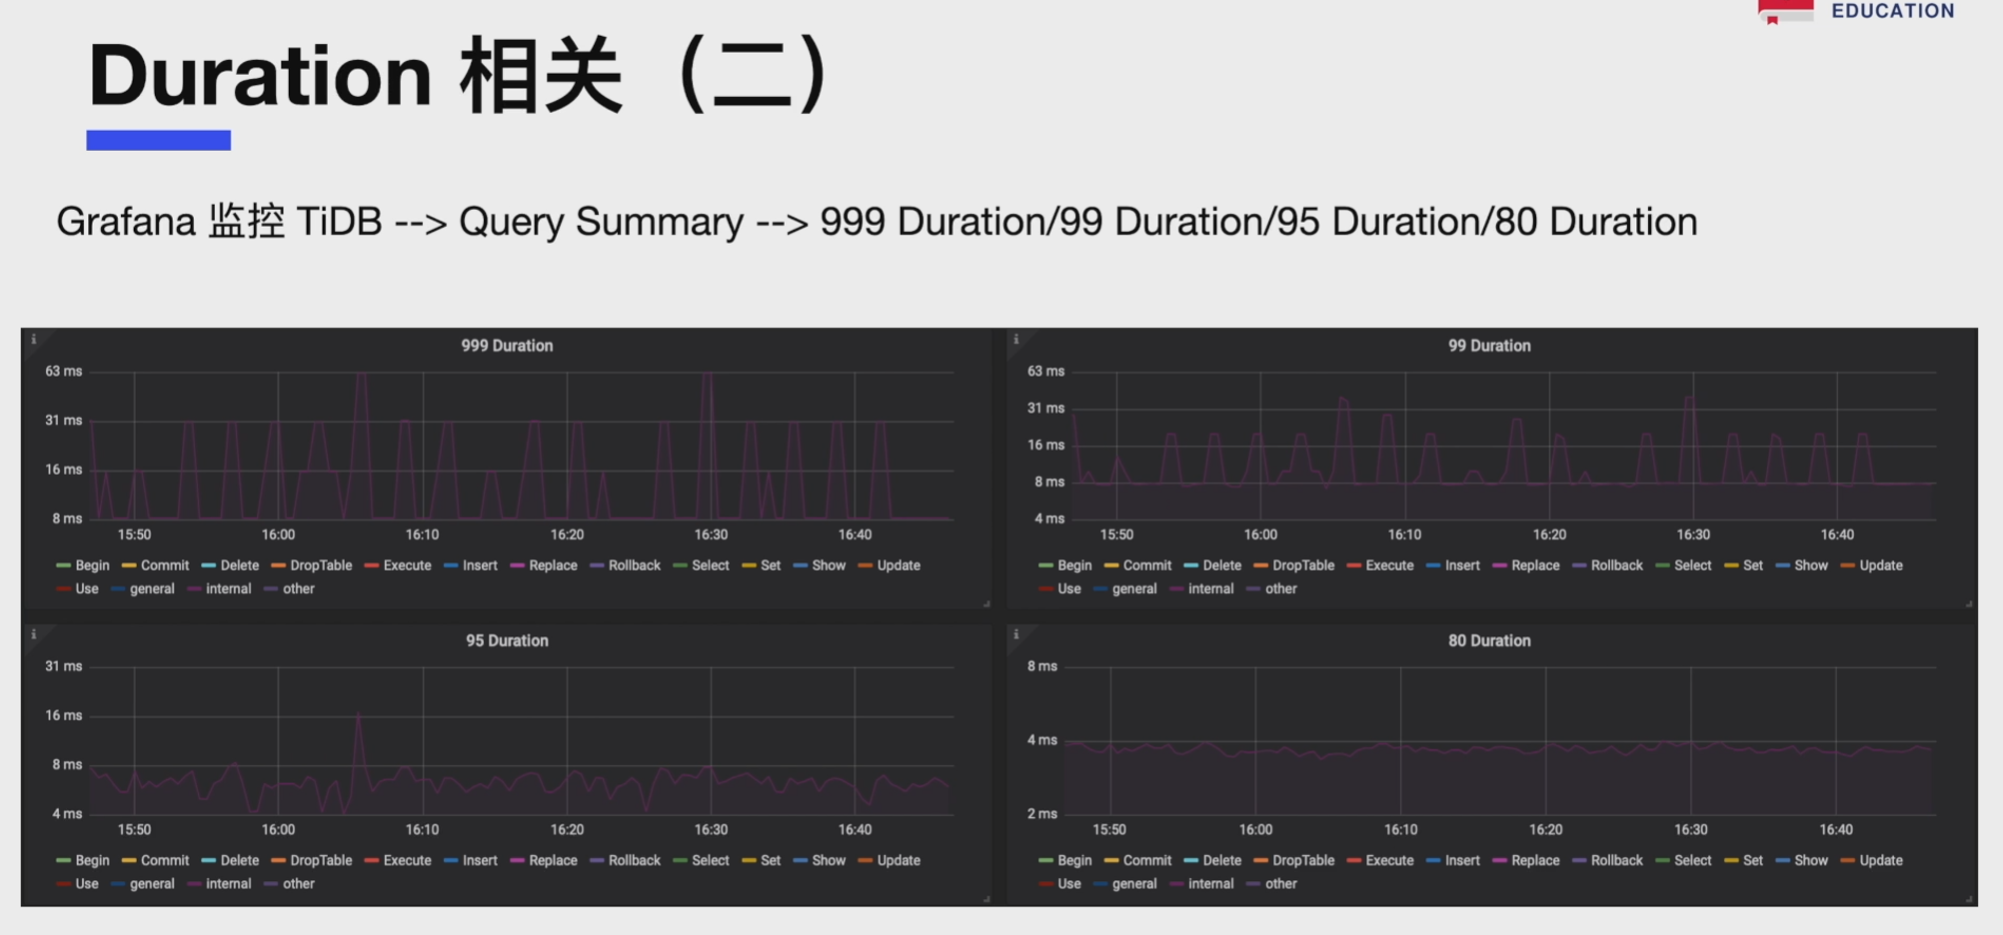 EDUCATION
Duration 相关（二）
Grafana 监控 TiDB --> Query Summary --> 999 Duration/99 Duration/95 Duration/80 Duration
i
999 Duration
63 ms
31 ms
16 ms
8 ms
15:50 16:00 16:10 16:20 16:30 16:40
Begin Commit Delete DropTable Execute Insert Replace Rollback Select Set Show Update
Use general internal other
i
99 Duration
63 ms
31 ms
16 ms
8 ms
4 ms
15:50 16:00 16:10 16:20 16:30 16:40
Begin Commit Delete DropTable Execute Insert Replace Rollback Select Set Show Update
Use general internal other
i
95 Duration
31 ms
16 ms
8 ms
4 ms
15:50 16:00 16:10 16:20 16:30 16:40
Begin Commit Delete DropTable Execute Insert Replace Rollback Select Set Show Update
Use general internal other
i
80 Duration
8 ms
4 ms
2 ms
15:50 16:00 16:10 16:20 16:30 16:40
Begin Commit Delete DropTable Execute Insert Replace Rollback Select Set Show Update
Use general internal other